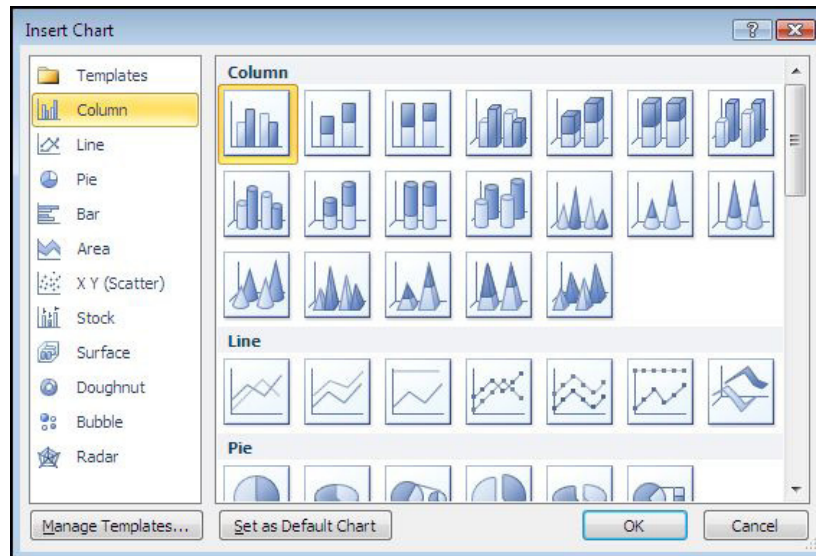 Insert Chart
Templates
Column
Line
Pie
Bar
Area
X Y (Scatter)
Stock
Surface
Doughnut
Bubble
Radar
Column
Line
Pie
Manage Templates...
Set as Default Chart
OK
Cancel